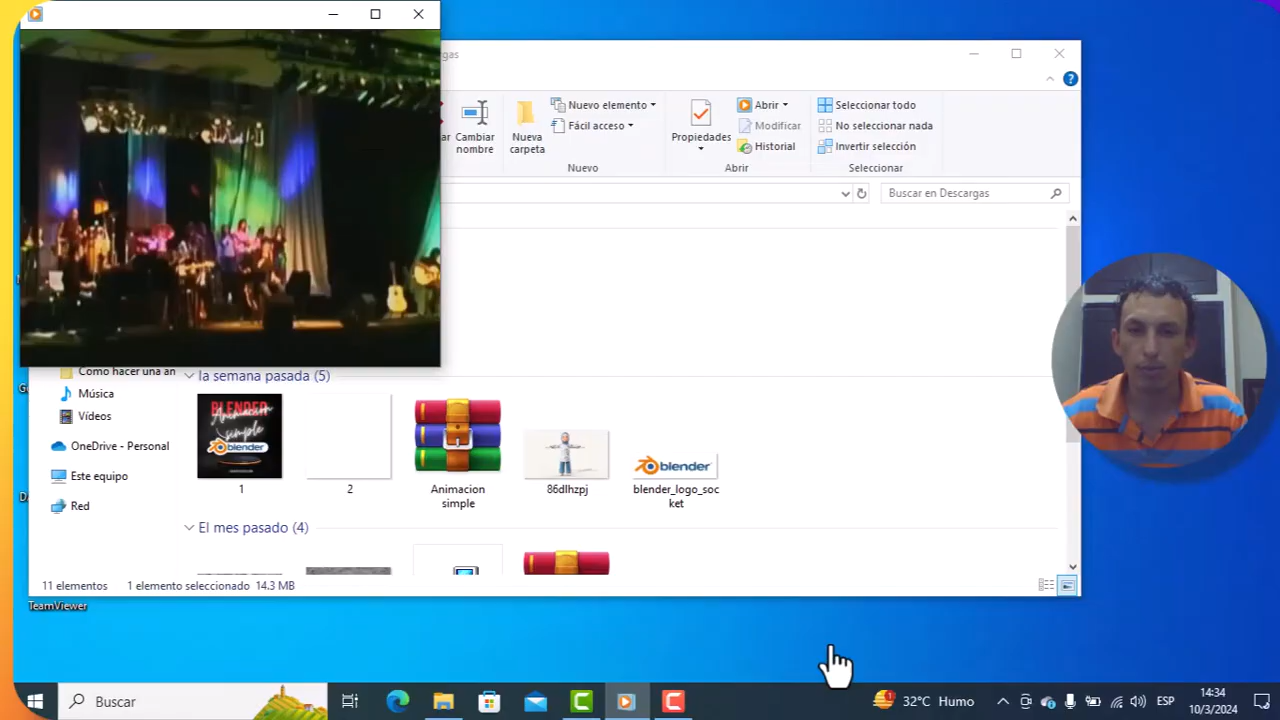 gas
Nuevo elemento
Abrir
Seleccionar todo
Fácil acceso
Modificar
No seleccionar nada
ar
Cambiar
nombre
Nueva
carpeta
Propiedades
Historial
Invertir selección
Nuevo
Abrir
Seleccionar
Buscar en Descargas
Como hacer una an
la semana pasada (5)
Música
Vídeos
OneDrive - Personal
Este equipo
Red
BLENDER
Animación
simple
blender
blender
1
2
Animacion
simple
86dlhzpj
blender_logo_soc
ket
El mes pasado (4)
11 elementos
1 elemento seleccionado 14.3 MB
TeamViewer
Buscar
1
32°C Humo
ESP
14:34
10/3/2024